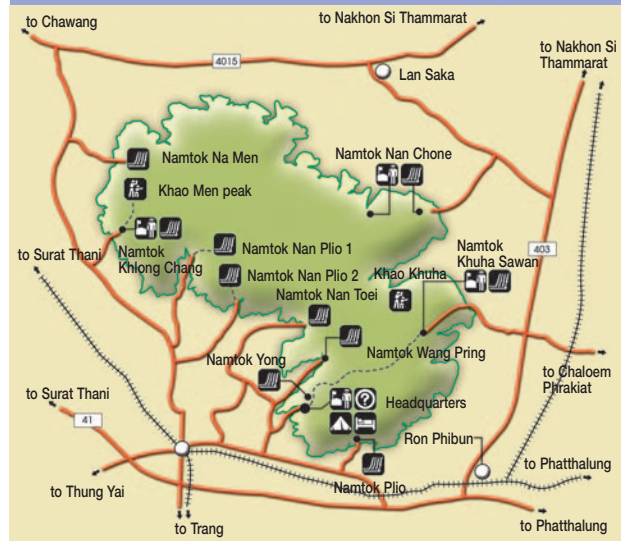 to Chawang
to Nakhon Si Thammarat
to Nakhon Si
Thammarat
4015
Lan Saka
Namtok Na Men
Namtok Nan Chone
Khao Men peak
Namtok
Khlong Chang
to Surat Thani
Namtok Nan Plio 1
403
Namtok
Khuha Sawan
Namtok Nan Plio 2
Khao Khuha
Namtok Nan Toei
Namtok Yong
Namtok Wang Pring
to Chaloem
Phrakiat
to Surat Thani
41
?
Headquarters
Ron Phibun
to Phatthalung
to Thung Yai
Namtok Plio
to Trang
to Phatthalung